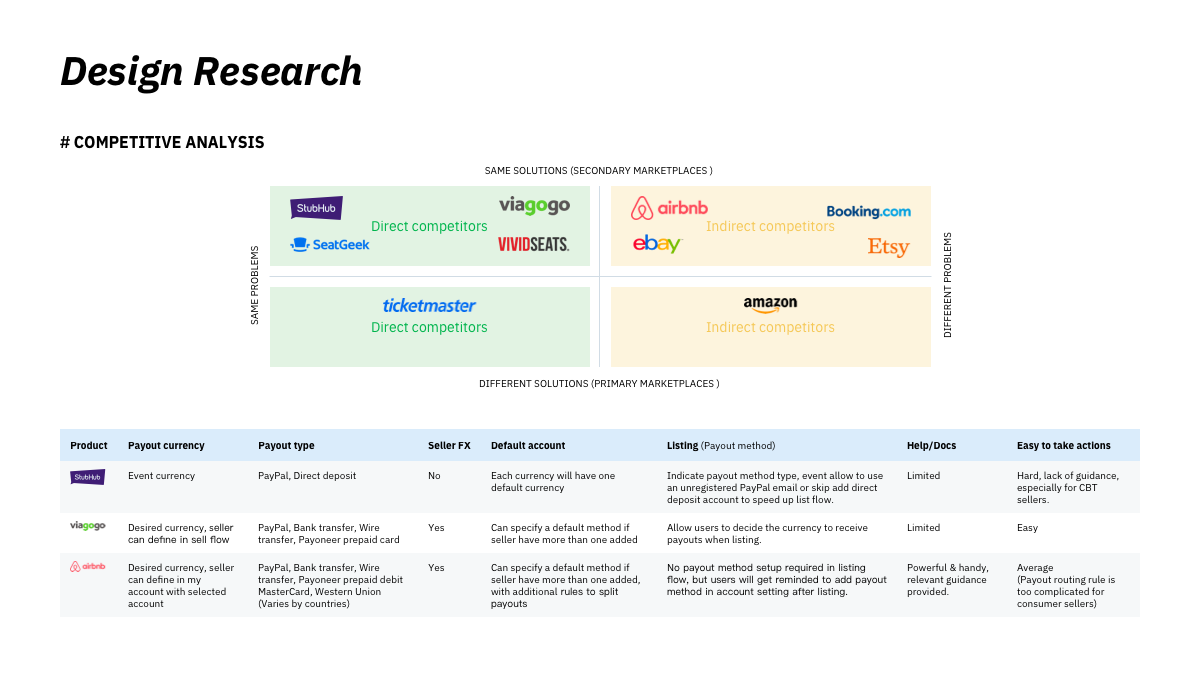 Design Research
# COMPETITIVE ANALYSIS
SAME SOLUTIONS (SECONDARY MARKETPLACES )
SAME PROBLEMS
StubHub
viagogo
Direct competitors
SeatGeek
VIVIDSEATS.
airbnb
Booking.com
Indirect competitors
ebay
Etsy
DIFFERENT PROBLEMS
ticketmaster
Direct competitors
amazon
Indirect competitors
DIFFERENT SOLUTIONS (PRIMARY MARKETPLACES )
Product Payout currency Payout type Seller FX Default account Listing (Payout method) Help/Docs Easy to take actions
StubHub
Event currency
PayPal, Direct deposit
No
Each currency will have one
default currency
Indicate payout method type, event allow to use
an unregistered PayPal email or skip add direct
deposit account to speed up list flow.
Limited
Hard, lack of guidance,
especially for CBT
sellers.
viagogo
Desired currency, seller
can define in sell flow
PayPal, Bank transfer, Wire
transfer, Payoneer prepaid card
Yes
Can specify a default method if
seller have more than one added
Allow users to decide the currency to receive
payouts when listing.
Limited
Easy
airbnb
Desired currency, seller
can define in my
account with selected
account
PayPal, Bank transfer, Wire
transfer, Payoneer prepaid debit
MasterCard, Western Union
(Varies by countries)
Yes
Can specify a default method if
seller have more than one added,
with additional rules to split
payouts
No payout method setup required in listing
flow, but users will get reminded to add payout
method in account setting after listing.
Powerful & handy,
relevant guidance
provided.
Average
(Payout routing rule is
too complicated for
consumer sellers)